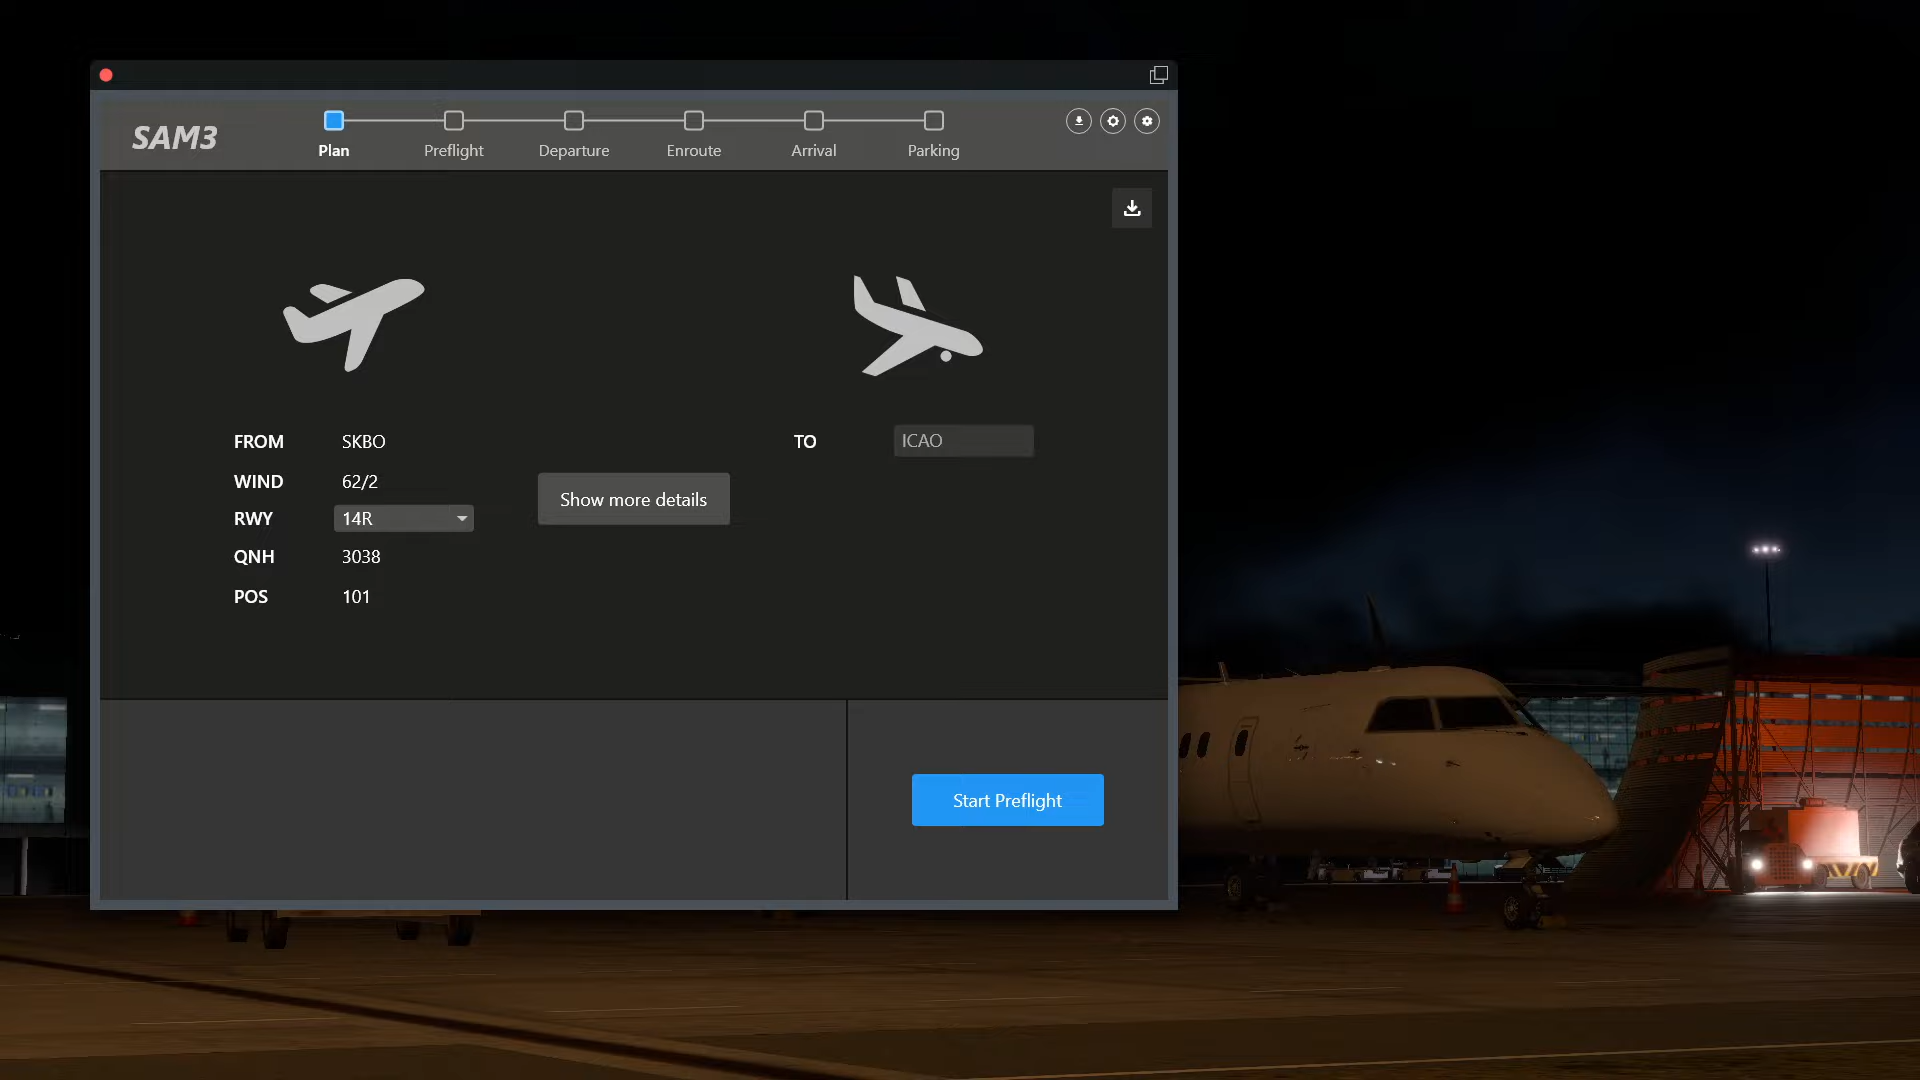 SAM3
Plan
Preflight
Departure
Enroute
Arrival
Parking
FROM SKBO
WIND 62/2
RWY 14R
QNH 3038
POS 101
Show more details
TO ICAO
Start Preflight